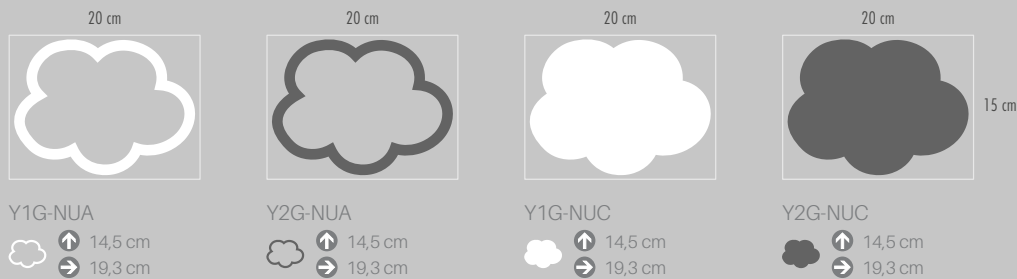 20 cm
20 cm
20 cm
20 cm
15 cm
Y1G-NUA
14,5 cm
19,3 cm
Y2G-NUA
14,5 cm
19,3 cm
Y1G-NUC
14,5 cm
19,3 cm
Y2G-NUC
14,5 cm
19,3 cm